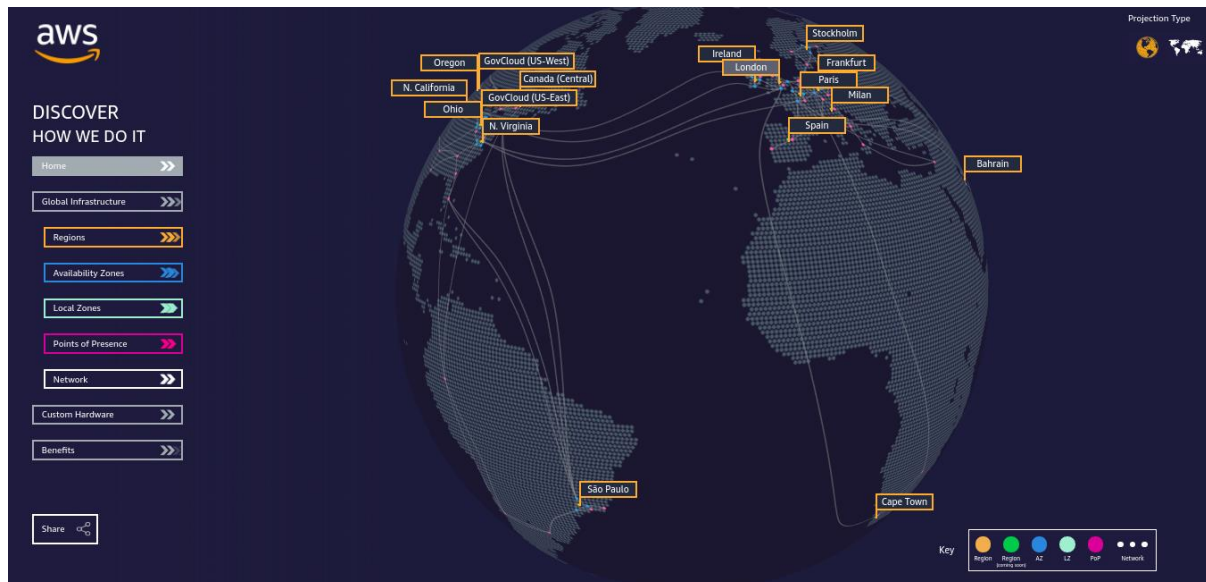 aws
Projection Type
DISCOVER
HOW WE DO IT
Home
Global Infrastructure
Regions
Availability Zones
Local Zones
Points of Presence
Network
Custom Hardware
Benefits
Share
Stockholm
Ireland
London
Frankfurt
Paris
Milan
Spain
Bahrain
Oregon
GovCloud (US-West)
Canada (Central)
N. California
GovCloud (US-East)
Ohio
N. Virginia
São Paulo
Cape Town
Key
Region
Region
(coming soon)
AZ
LZ
PoP
Network